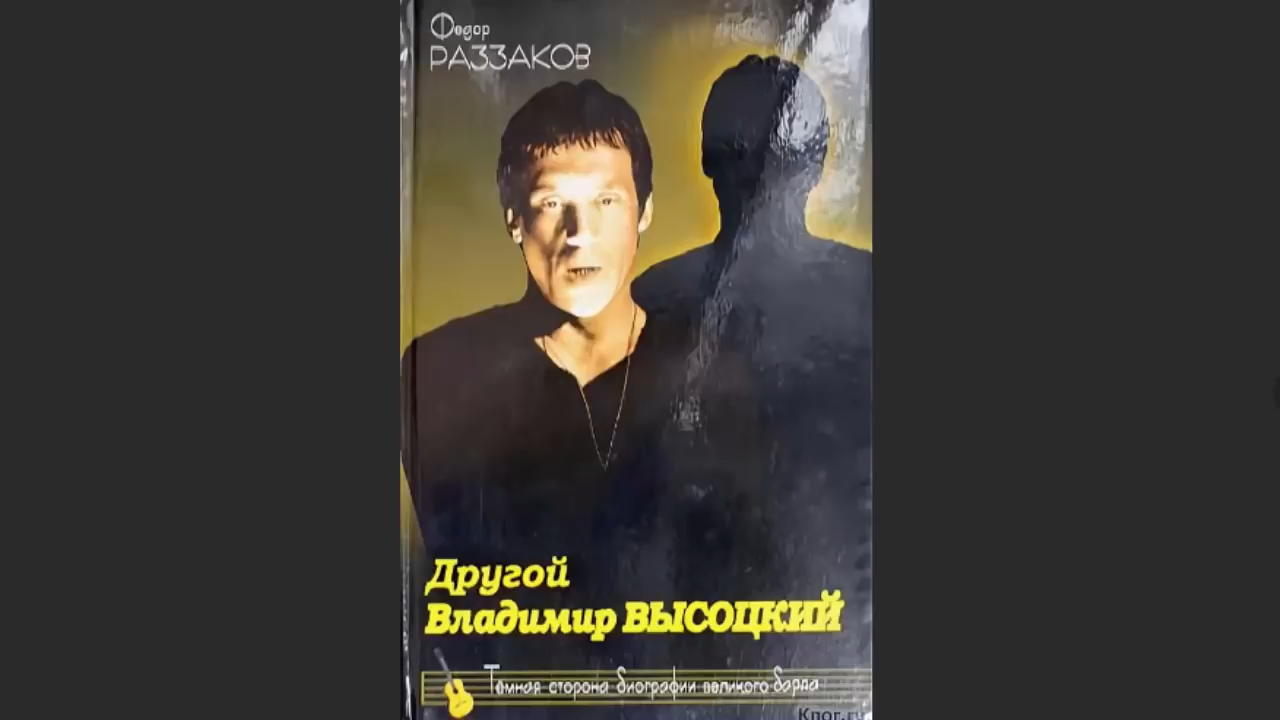 Федор
РАЗЗАКОВ
Другой
Владимир ВЫСОЦКИЙ
Темная сторона биографии великого барда